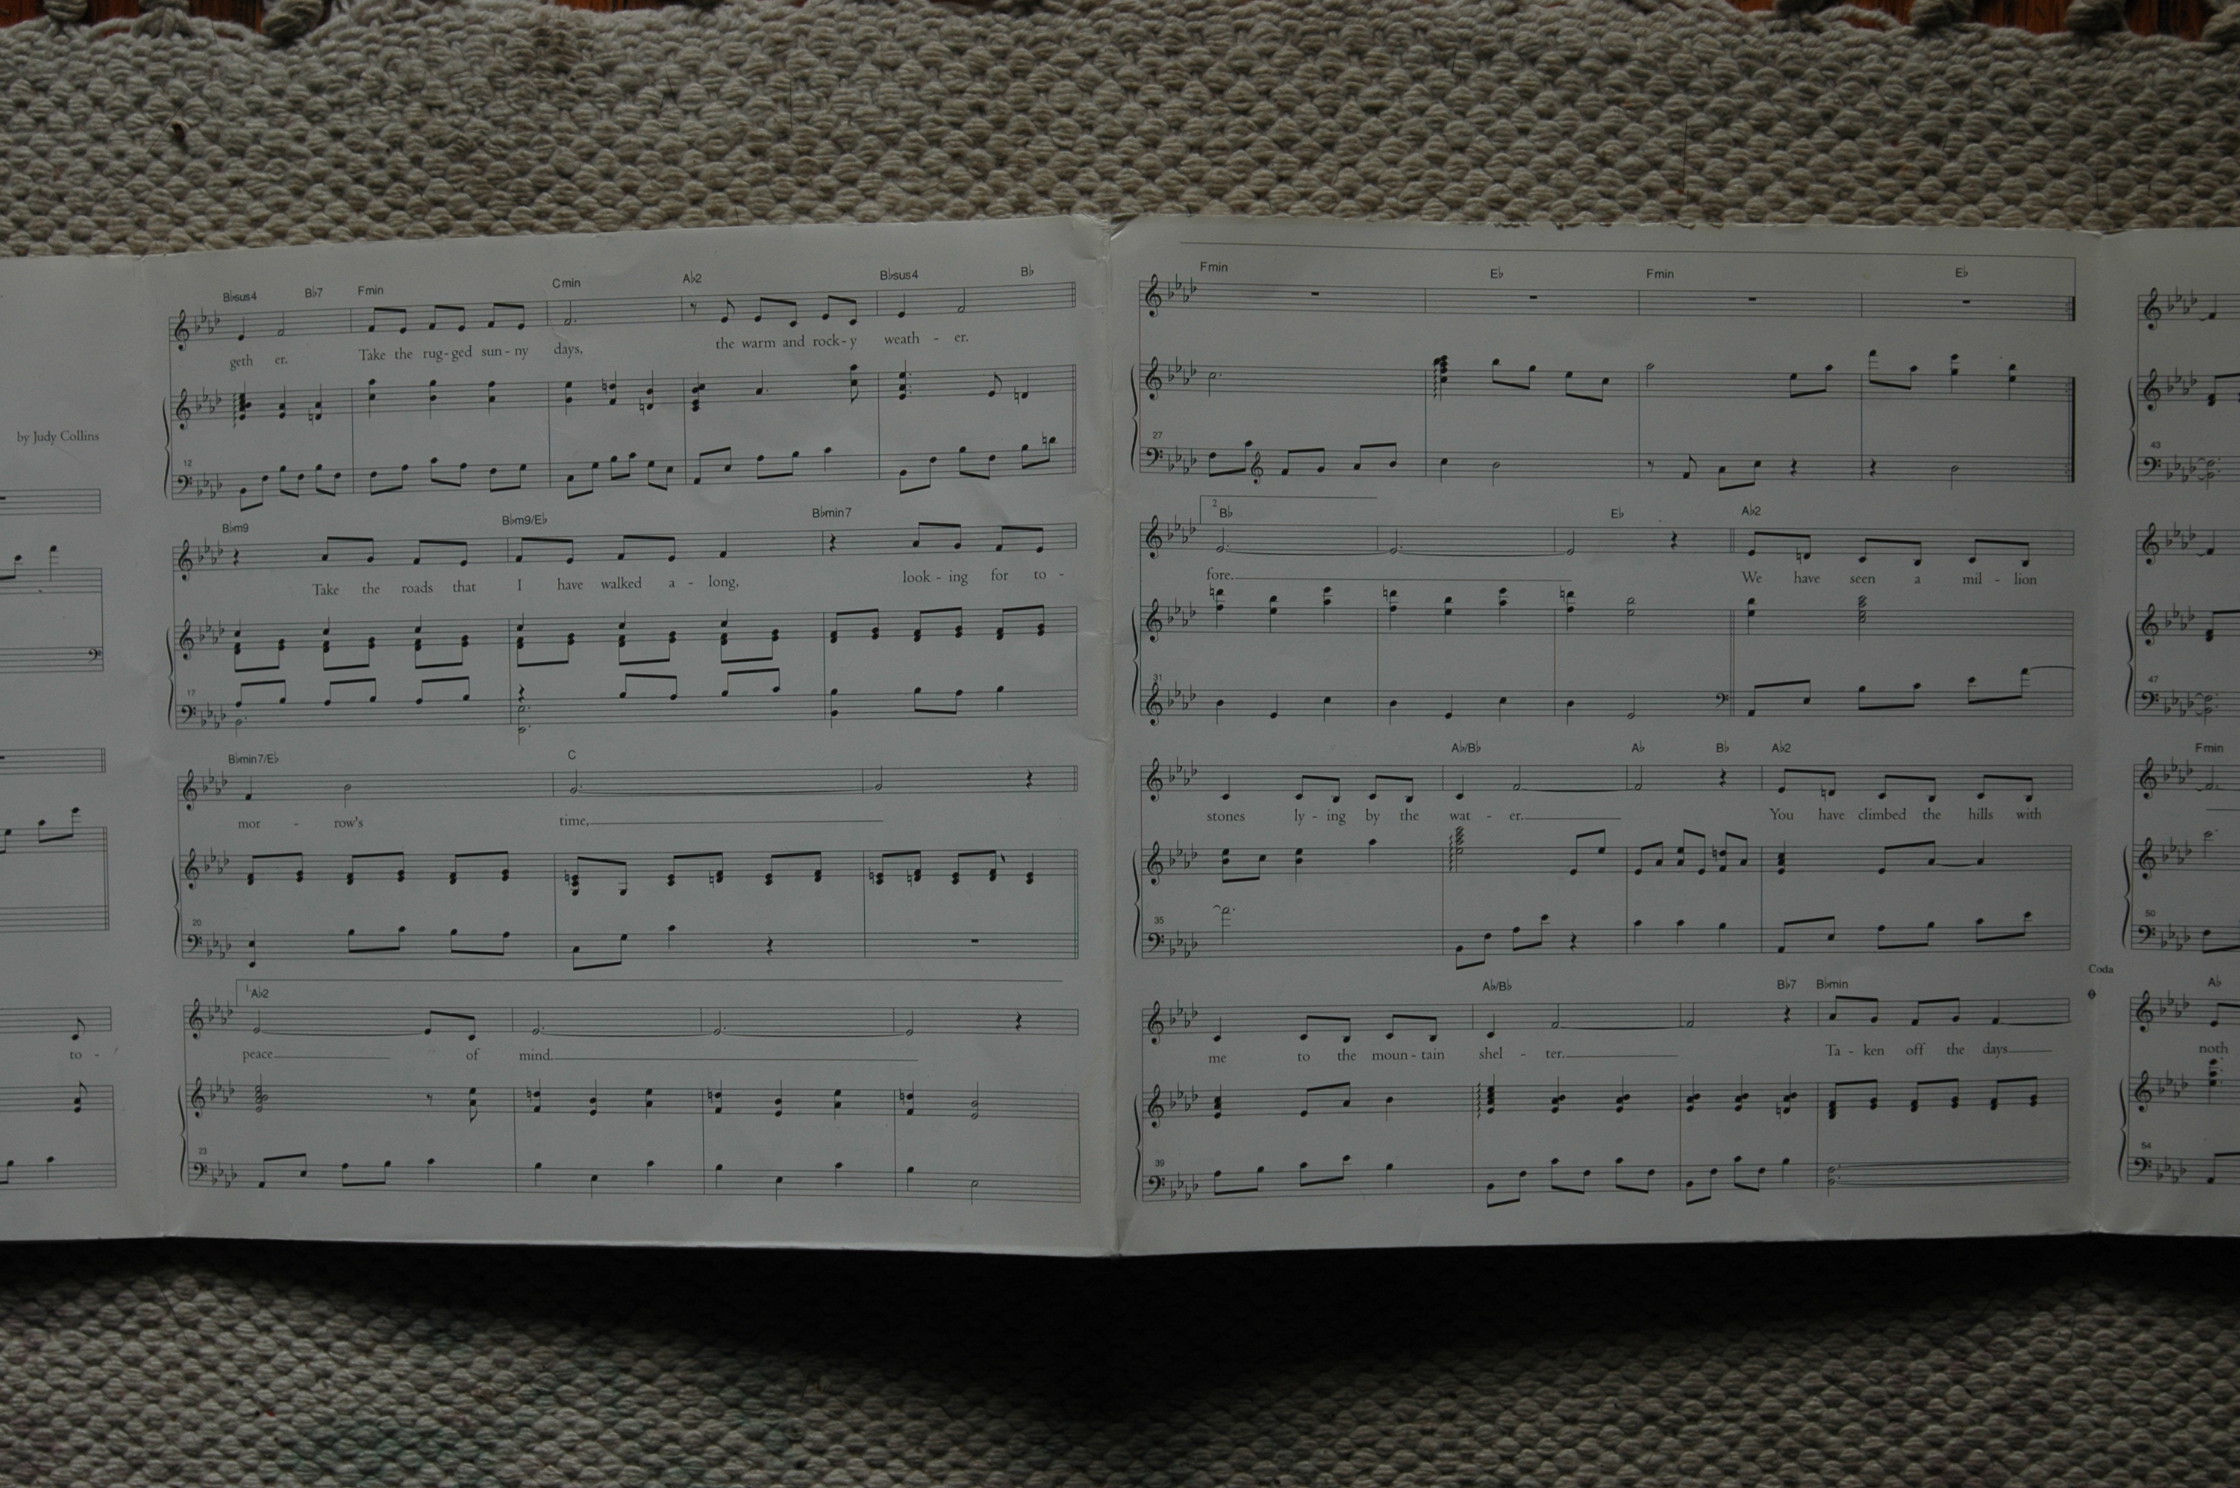 by Judy Collins
to -
B♭sus4 B♭7 Fmin Cmin A♭2 B♭sus4 B♭
geth er. Take the rug-ged sun-ny days, the warm and rock-y weath - er.
12
B♭m9 B♭m9/E♭ B♭min7
Take the roads that I have walked a - long, look - ing for to -
17
B♭min7/E♭ C
mor - row's time,
20
1. A♭2
peace of mind.
23
Fmin E♭ Fmin E♭
27
2. B♭ E♭ A♭2
fore. We have seen a mil - lion
31
A♭/B♭ A♭ B♭ A♭2
stones ly - ing by the wat - er. You have climbed the hills with
35
Coda
A♭/B♭ B♭7 B♭min
me to the moun - tain shel - ter. Ta - ken off the days
39
43
47
Fmin
50
A♭
noth
54